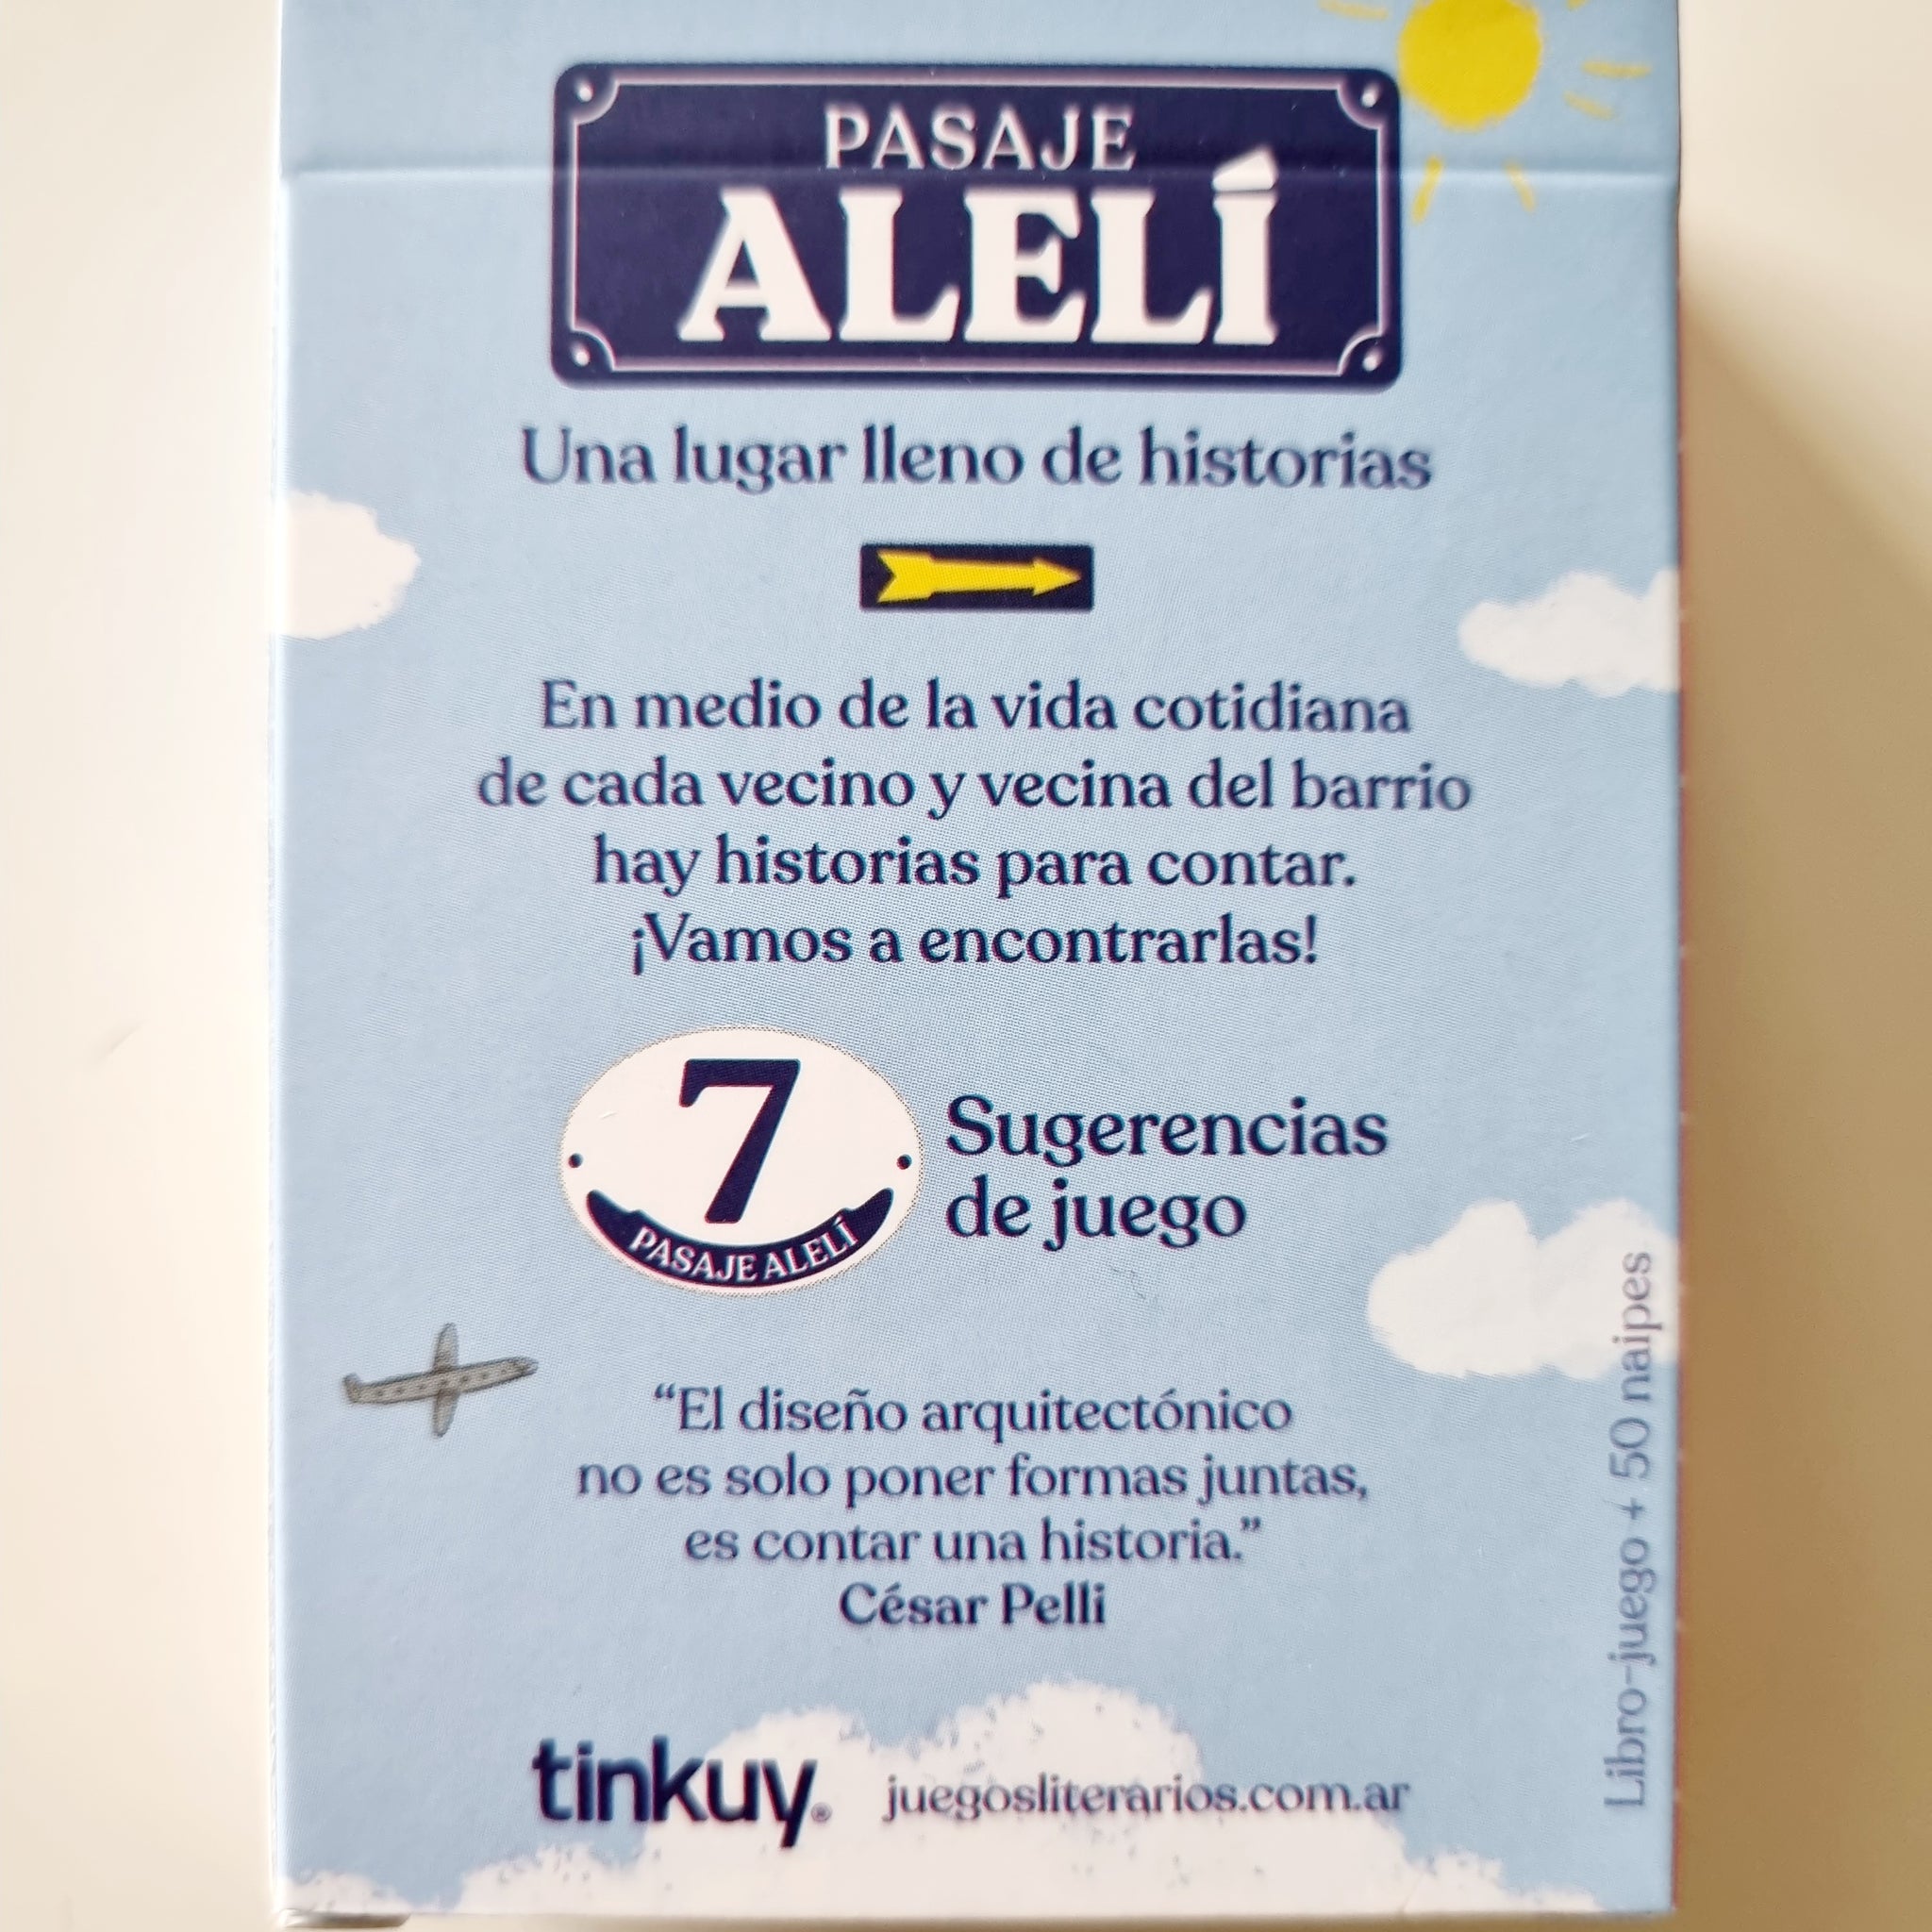 PASAJE
ALELÍ
Una lugar lleno de historias
En medio de la vida cotidiana
de cada vecino y vecina del barrio
hay historias para contar.
¡Vamos a encontrarlas!
7
PASAJE ALELÍ
Sugerencias
de juego
“El diseño arquitectónico
no es solo poner formas juntas,
es contar una historia.”
César Pelli
tinkuy®
juegosliterarios.com.ar
Libro-juego + 50 naipes